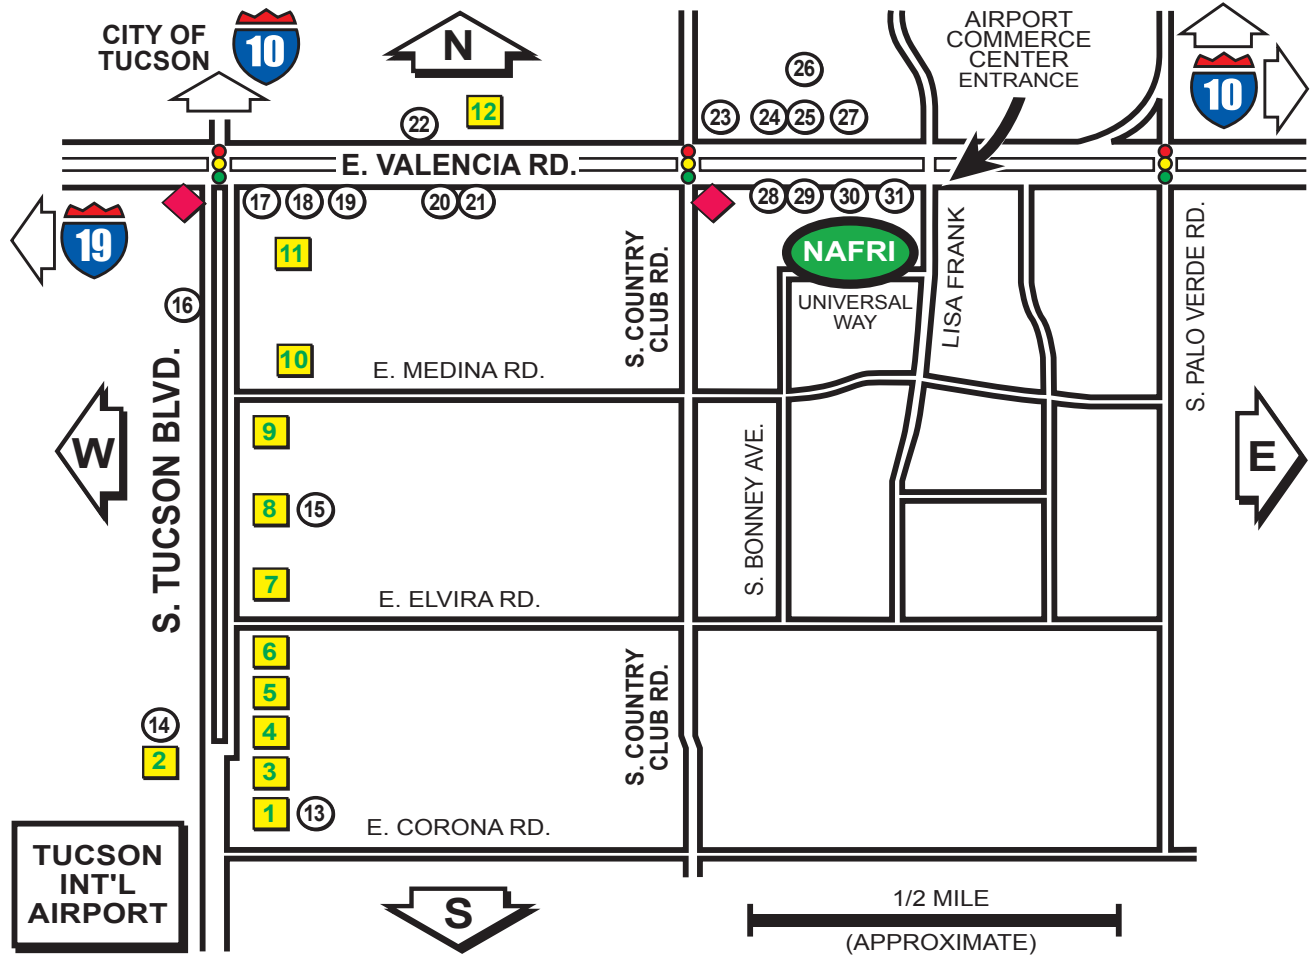 CITY OF
TUCSON
10
N
AIRPORT
COMMERCE
CENTER
ENTRANCE
10
26
12
22
23
24
25
27
E. VALENCIA RD.
19
17
18
19
20
21
28
29
30
31
11
NAFRI
16
UNIVERSAL
WAY
LISA FRANK
S. COUNTRY
CLUB RD.
S. PALO VERDE RD.
10
E. MEDINA RD.
S. TUCSON BLVD.
W
9
E
8
15
S. BONNEY AVE.
7
E. ELVIRA RD.
6
5
S. COUNTRY
CLUB RD.
14
4
2
3
1
13
E. CORONA RD.
TUCSON
INT'L
AIRPORT
S
1/2 MILE
(APPROXIMATE)